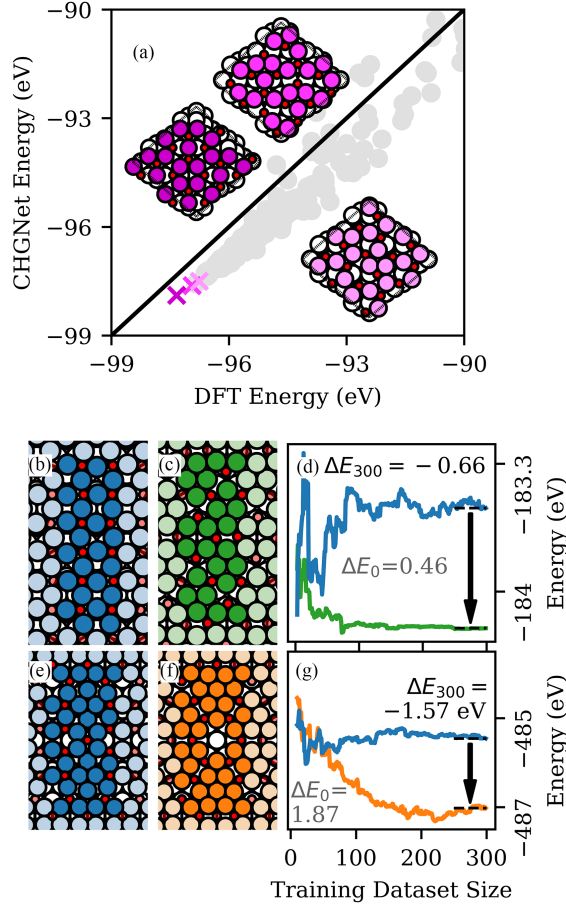 −90
(a)
−93
−96
−99
CHGNet Energy (eV)
−99
−96
−93
−90
DFT Energy (eV)
(b)
(c)
(d)
ΔE300 = −0.66
ΔE0=0.46
−183.3
−184
Energy (eV)
(e)
(f)
(g)
ΔE300 =
−1.57 eV
ΔE0=
1.87
−485
−487
Energy (eV)
0
100
200
300
Training Dataset Size